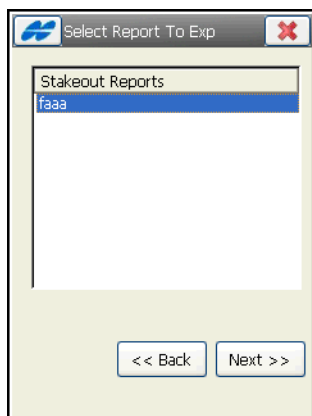 Select Report To Exp
Stakeout Reports
faaa
<< Back
Next >>